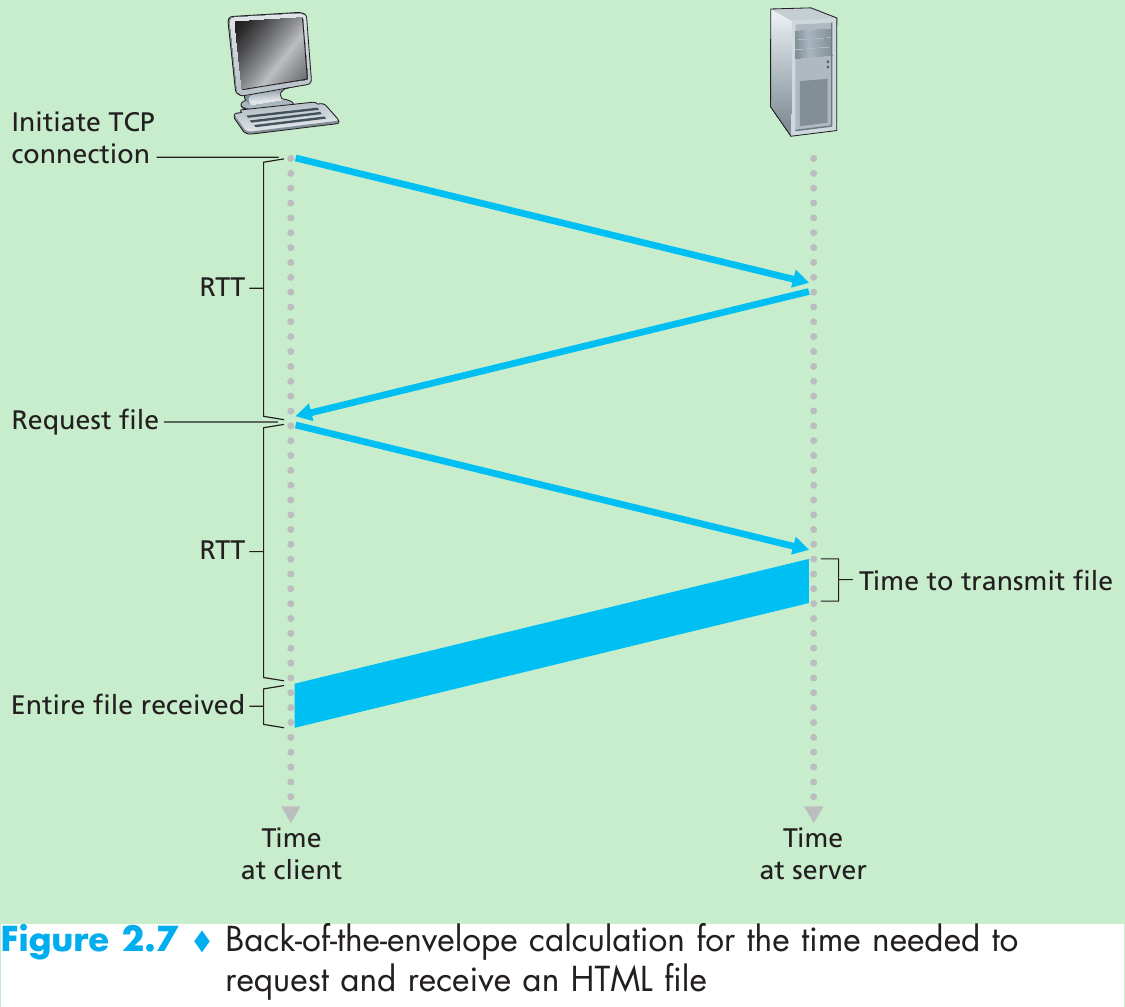 Initiate TCP
connection
RTT
Request file
RTT
Time to transmit file
Entire file received
Time
at client
Time
at server
Figure 2.7 ♦ Back-of-the-envelope calculation for the time needed to
request and receive an HTML file